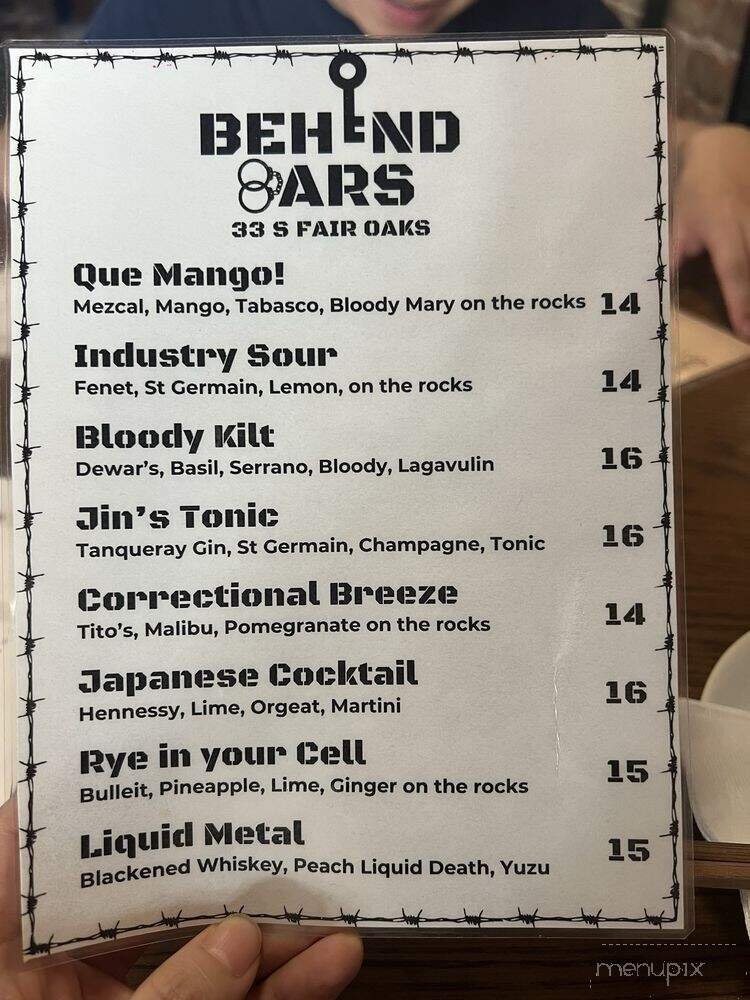 BEHIND
BARS
33 S FAIR OAKS
Que Mango!
Mezcal, Mango, Tabasco, Bloody Mary on the rocks 14
Industry Sour
Fenet, St Germain, Lemon, on the rocks 14
Bloody Kilt
Dewar's, Basil, Serrano, Bloody, Lagavulin 16
Jin's Tonic
Tanqueray Gin, St Germain, Champagne, Tonic 16
Correctional Breeze
Tito's, Malibu, Pomegranate on the rocks 14
Japanese Cocktail
Hennessy, Lime, Orgeat, Martini 16
Rye in your Cell
Bulleit, Pineapple, Lime, Ginger on the rocks 15
Liquid Metal
Blackened Whiskey, Peach Liquid Death, Yuzu 15
menupix